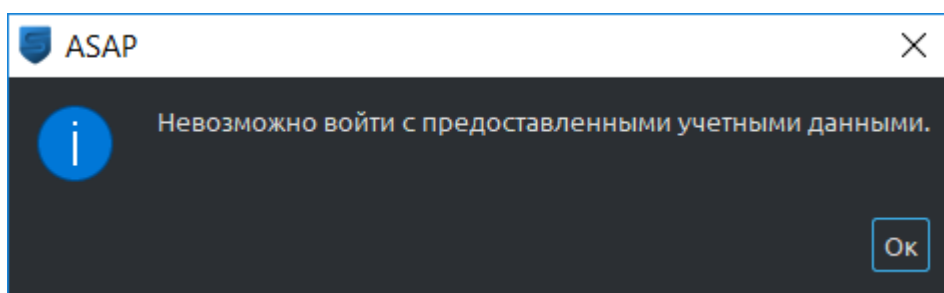 ASAP
Невозможно войти с предоставленными учетными данными.
Ок